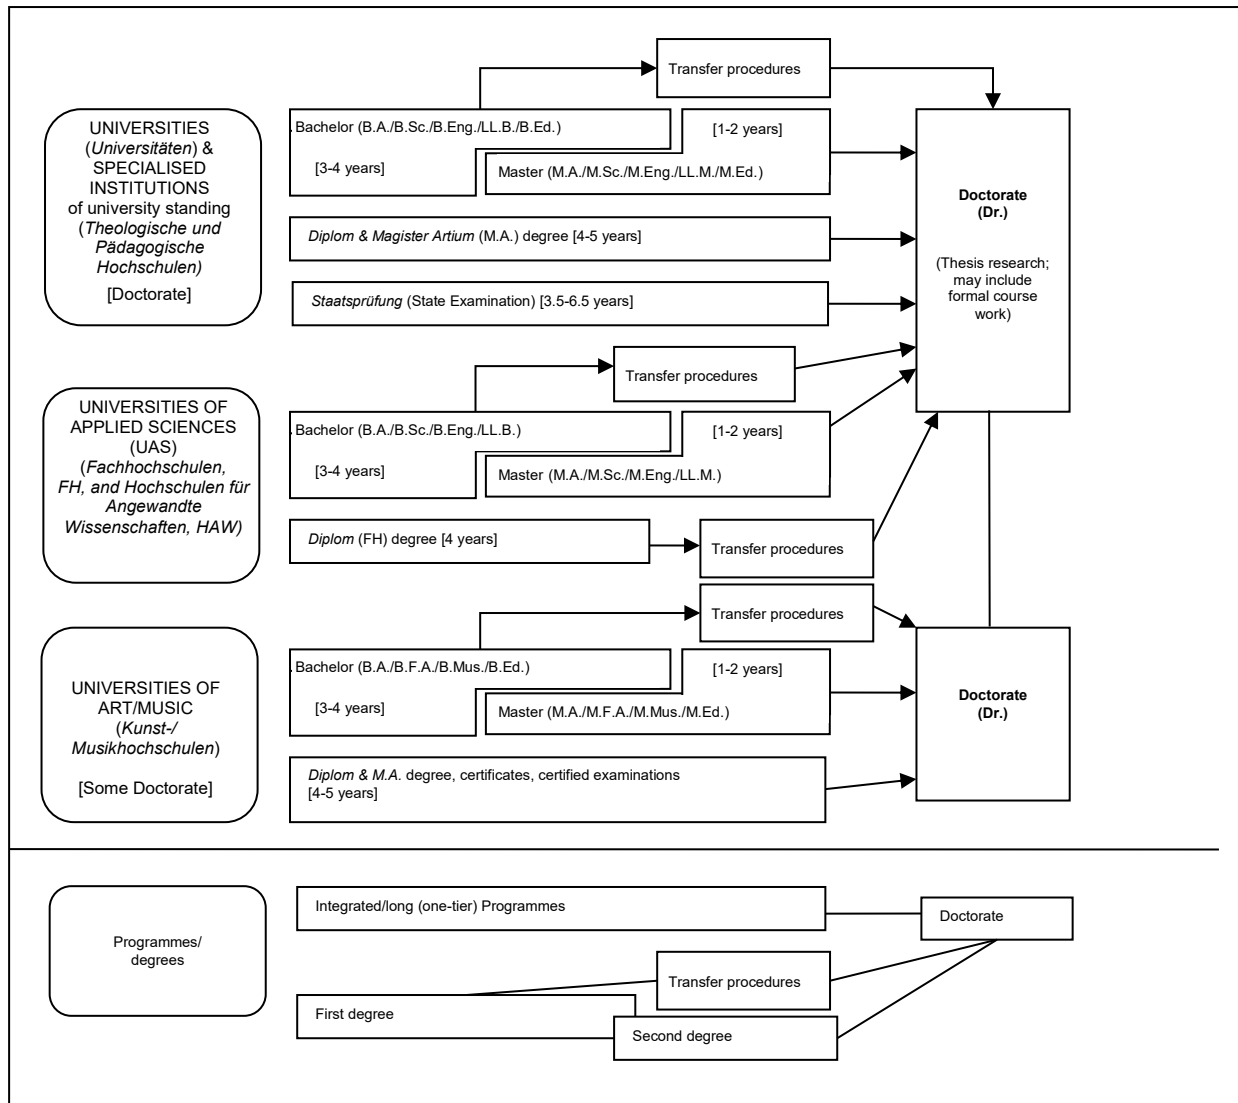 Transfer procedures
UNIVERSITIES
(Universitäten) &
SPECIALISED
INSTITUTIONS
of university standing
(Theologische und
Pädagogische
Hochschulen)
[Doctorate]
Bachelor (B.A./B.Sc./B.Eng./LL.B./B.Ed.)
[3-4 years]
[1-2 years]
Master (M.A./M.Sc./M.Eng./LL.M./M.Ed.)
Diplom & Magister Artium (M.A.) degree [4-5 years]
Staatsprüfung (State Examination) [3.5-6.5 years]
Doctorate
(Dr.)
(Thesis research;
may include
formal course
work)
Transfer procedures
UNIVERSITIES OF
APPLIED SCIENCES
(UAS)
(Fachhochschulen,
FH, and Hochschulen für
Angewandte
Wissenschaften, HAW)
Bachelor (B.A./B.Sc./B.Eng./LL.B.)
[3-4 years]
[1-2 years]
Master (M.A./M.Sc./M.Eng./LL.M.)
Diplom (FH) degree [4 years]
Transfer procedures
Transfer procedures
UNIVERSITIES OF
ART/MUSIC
(Kunst-/
Musikhochschulen)
[Some Doctorate]
Bachelor (B.A./B.F.A./B.Mus./B.Ed.)
[3-4 years]
[1-2 years]
Master (M.A./M.F.A./M.Mus./M.Ed.)
Diplom & M.A. degree, certificates, certified examinations
[4-5 years]
Doctorate
(Dr.)
Programmes/
degrees
Integrated/long (one-tier) Programmes
Doctorate
Transfer procedures
First degree
Second degree